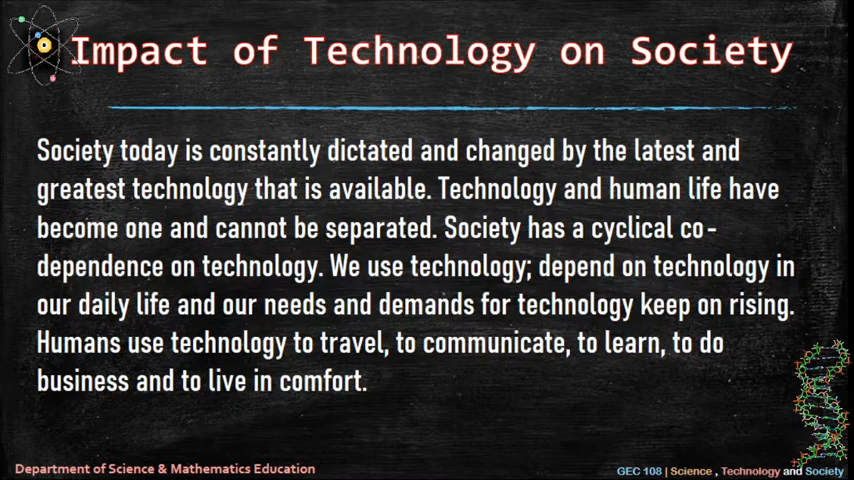 Impact of Technology on Society
Society today is constantly dictated and changed by the latest and
greatest technology that is available. Technology and human life have
become one and cannot be separated. Society has a cyclical co-
dependence on technology. We use technology; depend on technology in
our daily life and our needs and demands for technology keep on rising.
Humans use technology to travel, to communicate, to learn, to do
business and to live in comfort.
Department of Science & Mathematics Education
GEC 108 | Science , Technology and Society